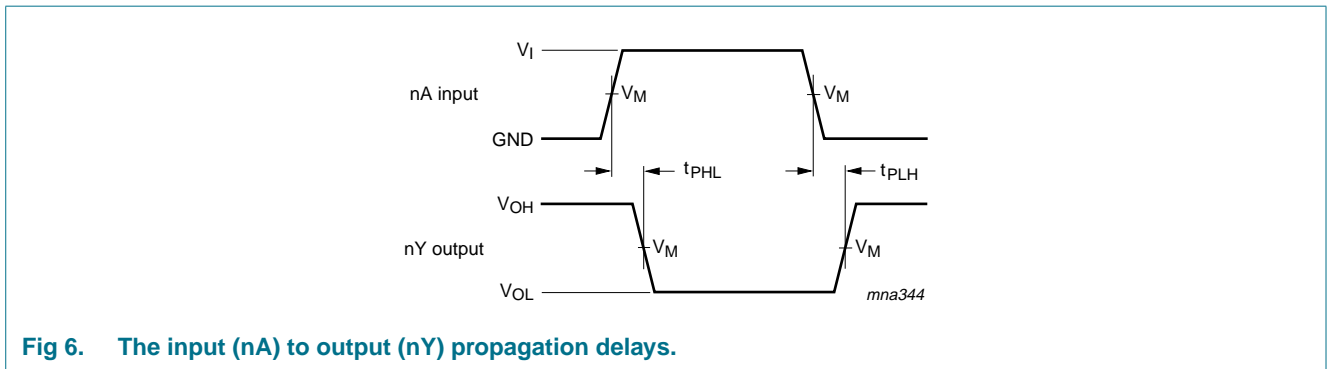 V_I
nA input
V_M
V_M
GND
t_PHL
t_PLH
V_OH
nY output
V_M
V_M
V_OL
mna344
Fig 6. The input (nA) to output (nY) propagation delays.